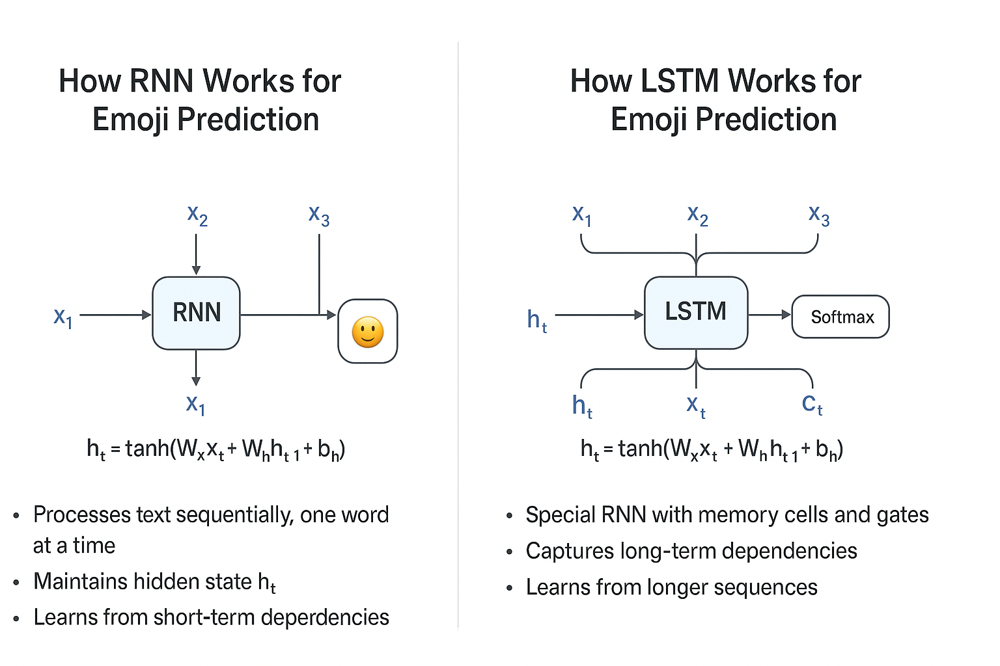 How RNN Works for
Emoji Prediction
x₂
x₃
x₁
RNN
x₁
hₜ = tanh(Wₓxₜ + Wₕhₜ ₁ + bₕ)
• Processes text sequentially, one word
at a time
• Maintains hidden state hₜ
• Learns from short-term deperdencies
How LSTM Works for
Emoji Prediction
x₁
x₂
x₃
hₜ
LSTM
Softmax
hₜ
xₜ
cₜ
hₜ = tanh(Wₓxₜ + Wₕhₜ ₁ + bₕ)
• Special RNN with memory cells and gates
• Captures long-term dependencies
• Learns from longer sequences